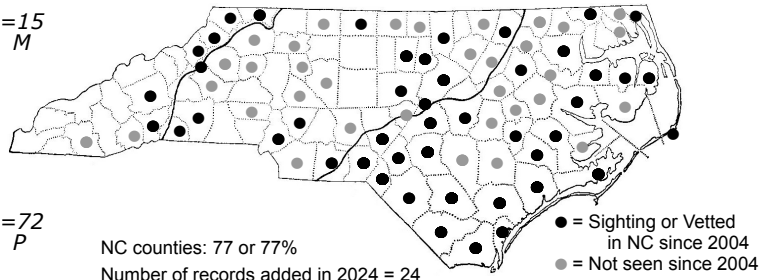 =15
M
=72
P
NC counties: 77 or 77%
Number of records added in 2024 = 24
= Sighting or Vetted
in NC since 2004
= Not seen since 2004